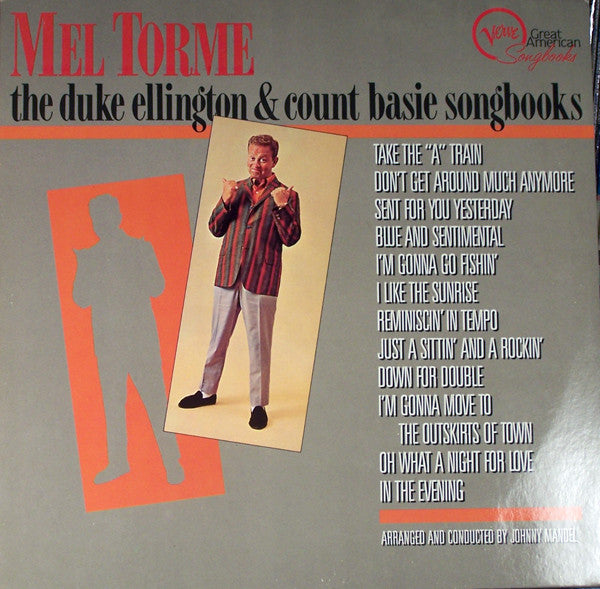 MEL TORME
the duke ellington & count basie songbooks
Verve
Great
American
Songbooks
TAKE THE "A" TRAIN
DON'T GET AROUND MUCH ANYMORE
SENT FOR YOU YESTERDAY
BLUE AND SENTIMENTAL
I'M GONNA GO FISHIN'
I LIKE THE SUNRISE
REMINISCIN' IN TEMPO
JUST A SITTIN' AND A ROCKIN'
DOWN FOR DOUBLE
I'M GONNA MOVE TO
THE OUTSKIRTS OF TOWN
OH WHAT A NIGHT FOR LOVE
IN THE EVENING
ARRANGED AND CONDUCTED BY JOHNNY MANDEL